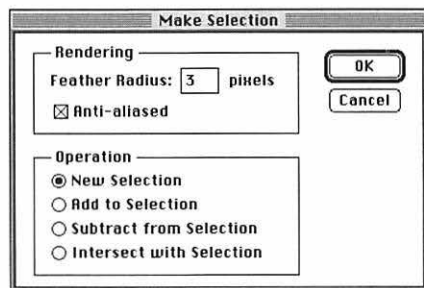 Make Selection
Rendering
Feather Radius: 3 pixels
Anti-aliased
OK
Cancel
Operation
New Selection
Add to Selection
Subtract from Selection
Intersect with Selection